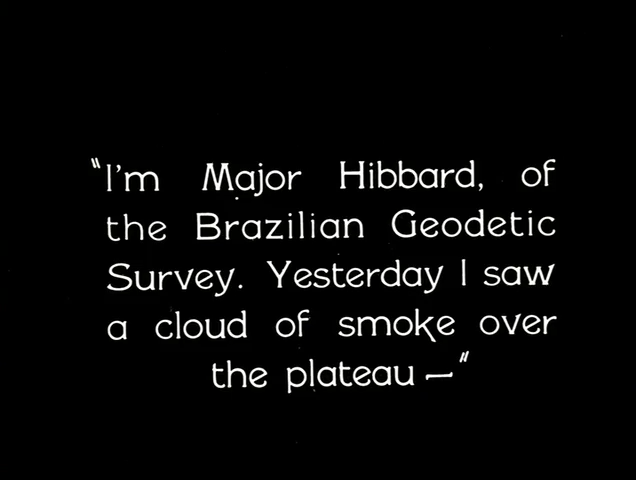 "I'm Major Hibbard, of
the Brazilian Geodetic
Survey. Yesterday I saw
a cloud of smoke over
the plateau —"